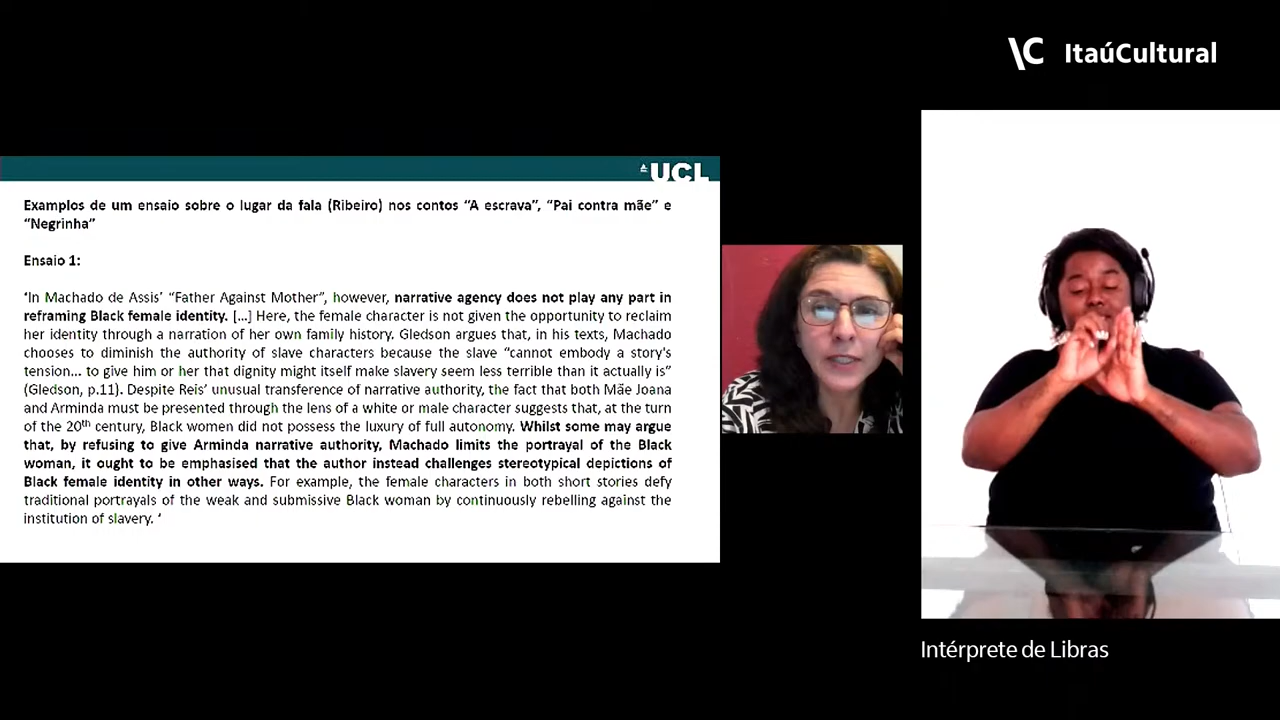 \C ItaúCultural
UCL
Examplos de um ensaio sobre o lugar da fala (Ribeiro) nos contos “A escrava”, “Pai contra mãe” e
“Negrinha”
Ensaio 1:
‘In Machado de Assis’ “Father Against Mother”, however, narrative agency does not play any part in
reframing Black female identity. [...] Here, the female character is not given the opportunity to reclaim
her identity through a narration of her own family history. Gledson argues that, in his texts, Machado
chooses to diminish the authority of slave characters because the slave “cannot embody a story's
tension... to give him or her that dignity might itself make slavery seem less terrible than it actually is”
(Gledson, p.11). Despite Reis’ unusual transference of narrative authority, the fact that both Mãe Joana
and Arminda must be presented through the lens of a white or male character suggests that, at the turn
of the 20th century, Black women did not possess the luxury of full autonomy. Whilst some may argue
that, by refusing to give Arminda narrative authority, Machado limits the portrayal of the Black
woman, it ought to be emphasised that the author instead challenges stereotypical depictions of
Black female identity in other ways. For example, the female characters in both short stories defy
traditional portrayals of the weak and submissive Black woman by continuously rebelling against the
institution of slavery. ‘
Intérprete de Libras